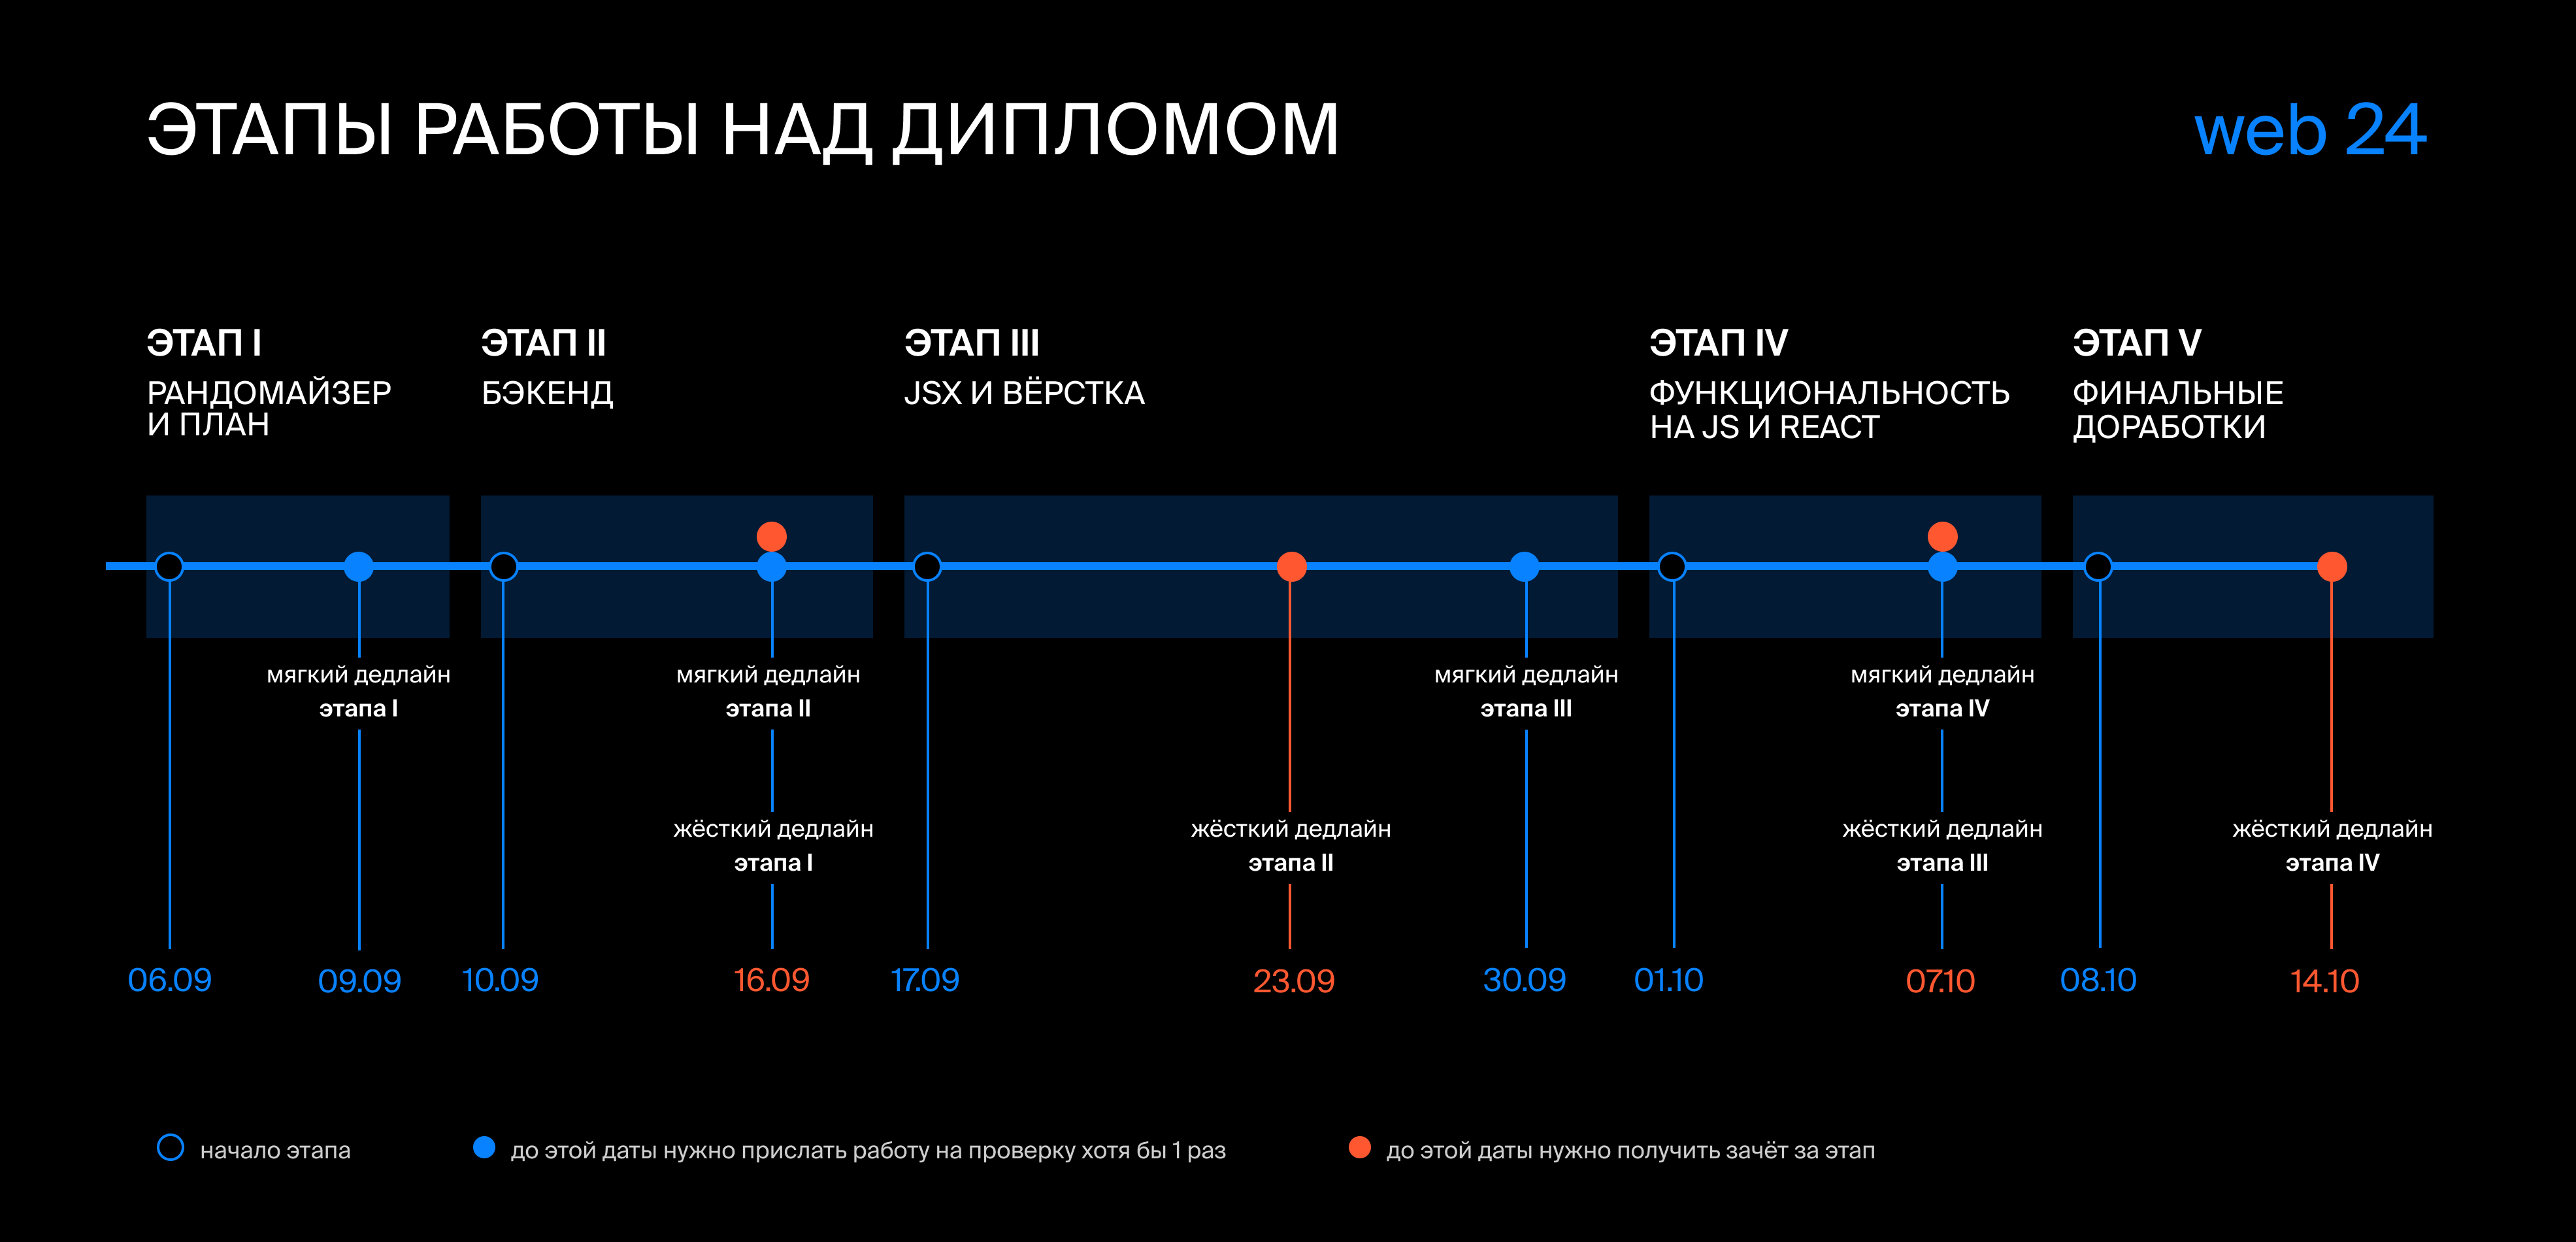 ЭТАПЫ РАБОТЫ НАД ДИПЛОМОМ
web 24
ЭТАП I
РАНДОМАЙЗЕР
И ПЛАН
ЭТАП II
БЭКЕНД
ЭТАП III
JSX И ВЁРСТКА
ЭТАП IV
ФУНКЦИОНАЛЬНОСТЬ
НА JS И REACT
ЭТАП V
ФИНАЛЬНЫЕ
ДОРАБОТКИ
мягкий дедлайн
этапа I
мягкий дедлайн
этапа II
мягкий дедлайн
этапа III
мягкий дедлайн
этапа IV
жёсткий дедлайн
этапа I
жёсткий дедлайн
этапа II
жёсткий дедлайн
этапа III
жёсткий дедлайн
этапа IV
06.09
09.09
10.09
16.09
17.09
23.09
30.09
01.10
07.10
08.10
14.10
начало этапа
до этой даты нужно прислать работу на проверку хотя бы 1 раз
до этой даты нужно получить зачёт за этап